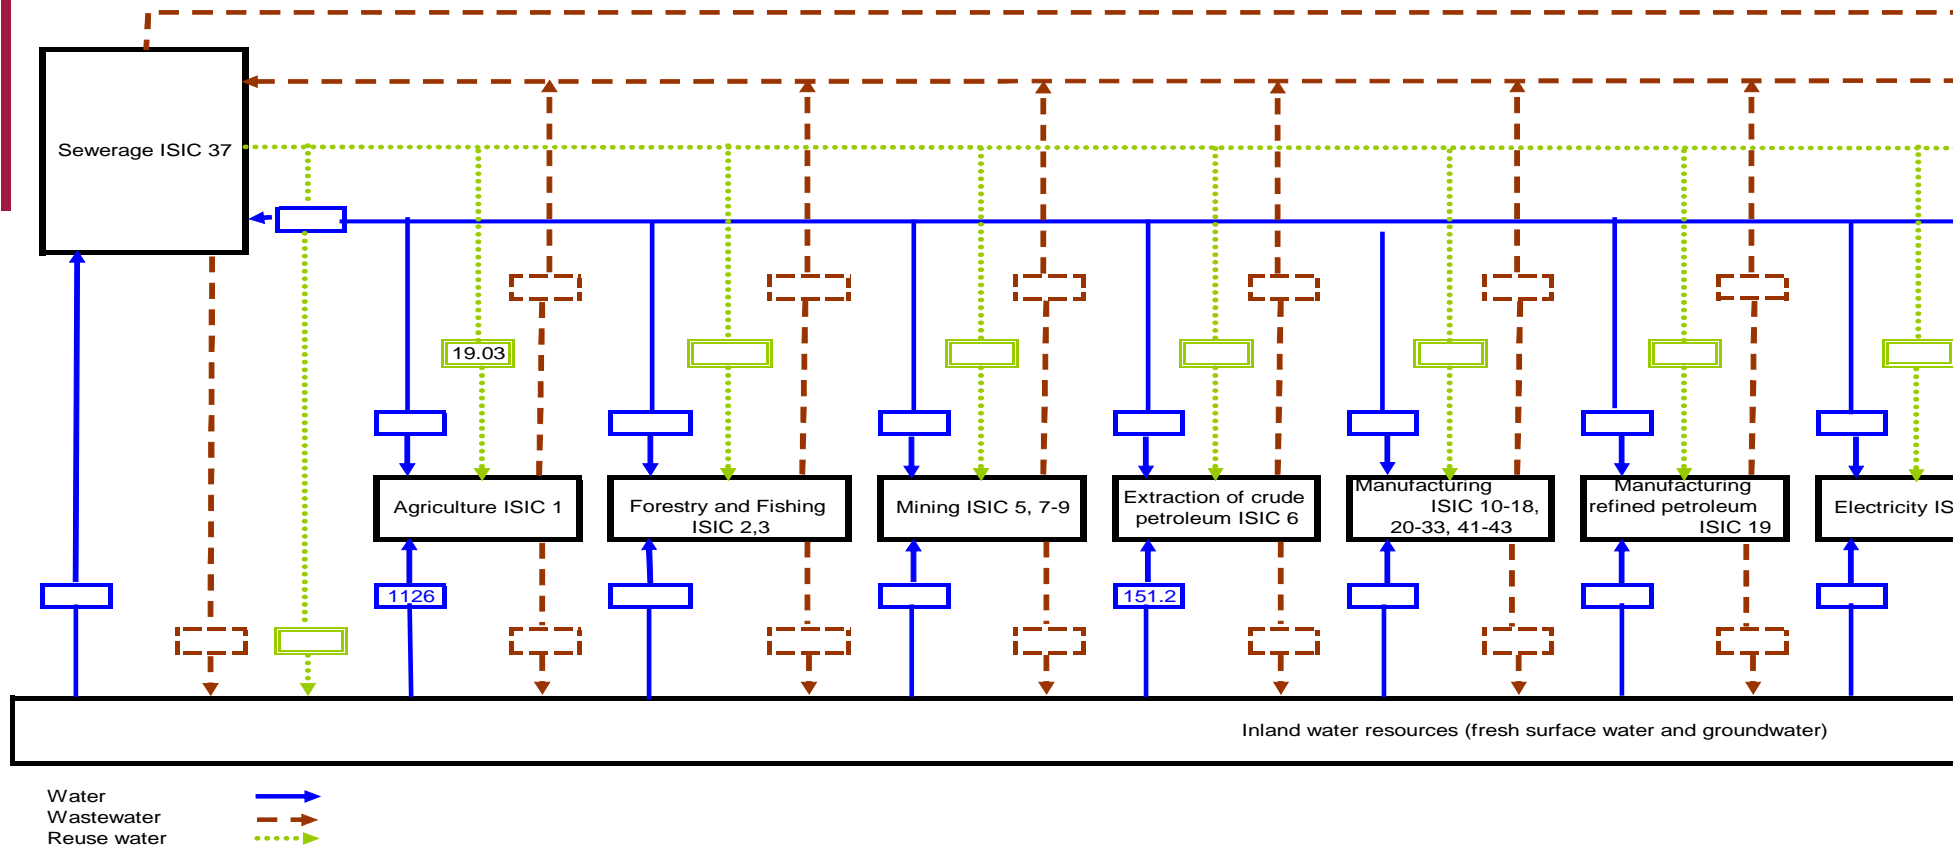 Sewerage ISIC 37
19.03
Agriculture ISIC 1
Forestry and Fishing
ISIC 2,3
Mining ISIC 5, 7-9
Extraction of crude
petroleum ISIC 6
Manufacturing
ISIC 10-18,
20-33, 41-43
Manufacturing
refined petroleum
ISIC 19
Electricity IS
1126
151.2
Inland water resources (fresh surface water and groundwater)
Water
Wastewater
Reuse water